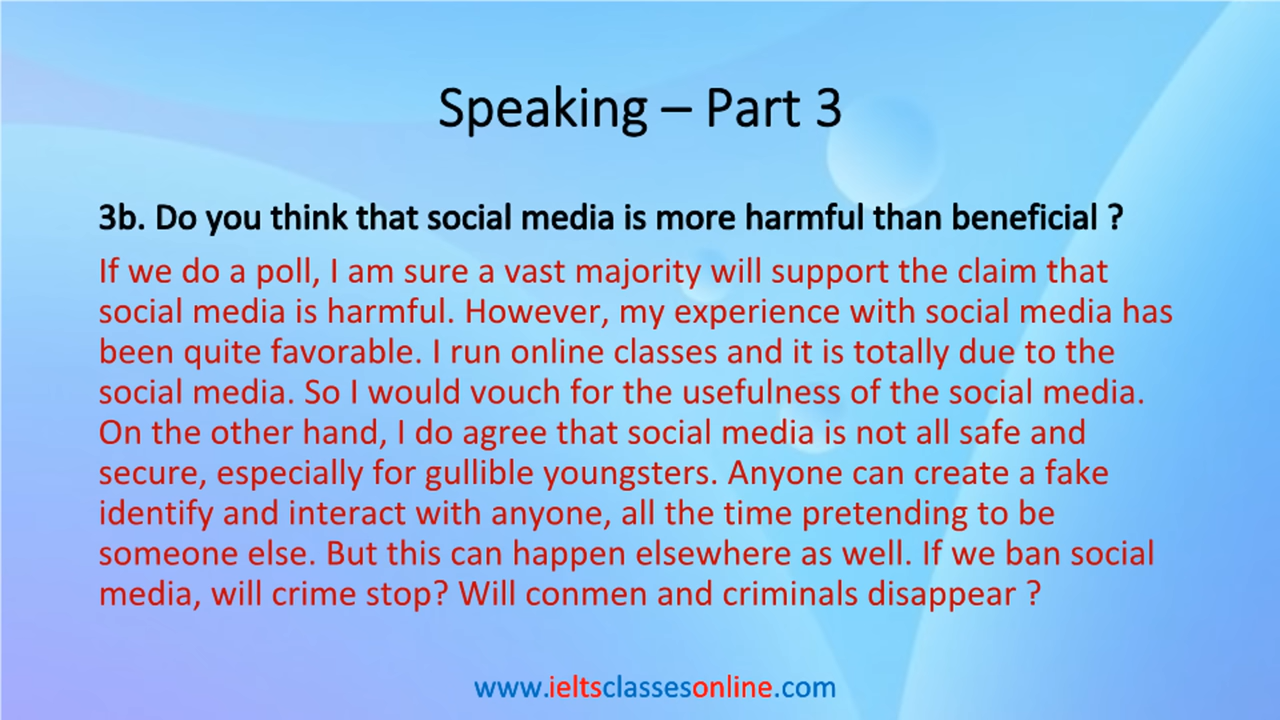 Speaking – Part 3
3b. Do you think that social media is more harmful than beneficial ?
If we do a poll, I am sure a vast majority will support the claim that
social media is harmful. However, my experience with social media has
been quite favorable. I run online classes and it is totally due to the
social media. So I would vouch for the usefulness of the social media.
On the other hand, I do agree that social media is not all safe and
secure, especially for gullible youngsters. Anyone can create a fake
identify and interact with anyone, all the time pretending to be
someone else. But this can happen elsewhere as well. If we ban social
media, will crime stop? Will conmen and criminals disappear ?
www.ieltsclassesonline.com